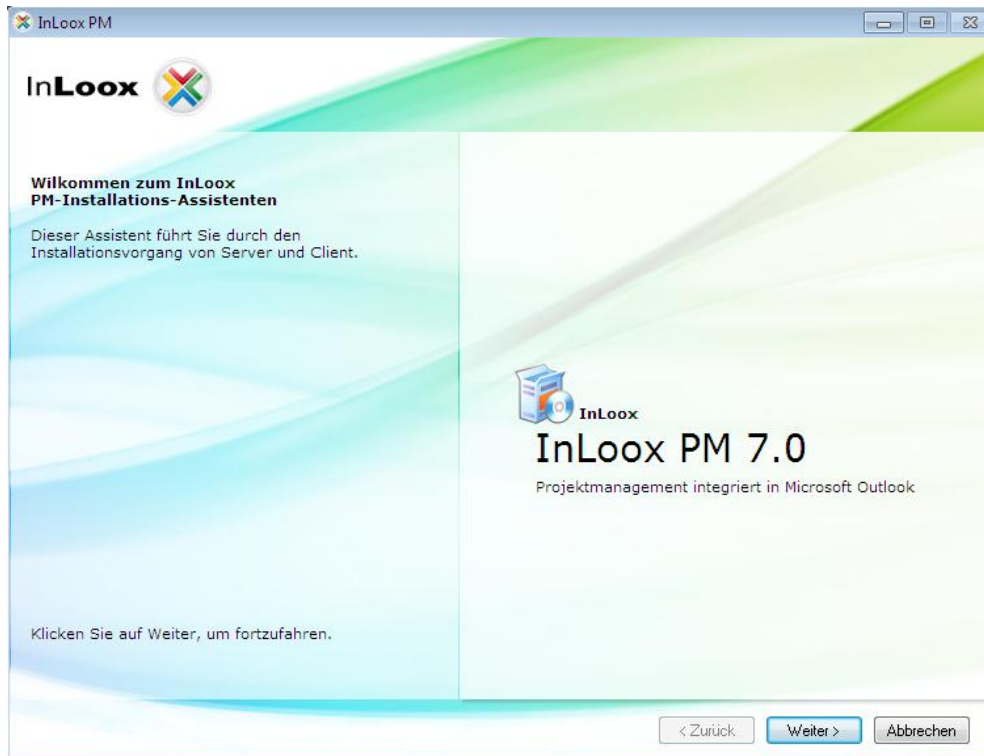 InLoox PM
InLoox
Wilkommen zum InLoox
PM-Installations-Assistenten
Dieser Assistent führt Sie durch den
Installationsvorgang von Server und Client.
InLoox
InLoox PM 7.0
Projektmanagement integriert in Microsoft Outlook
Klicken Sie auf Weiter, um fortzufahren.
< Zurück
Weiter >
Abbrechen